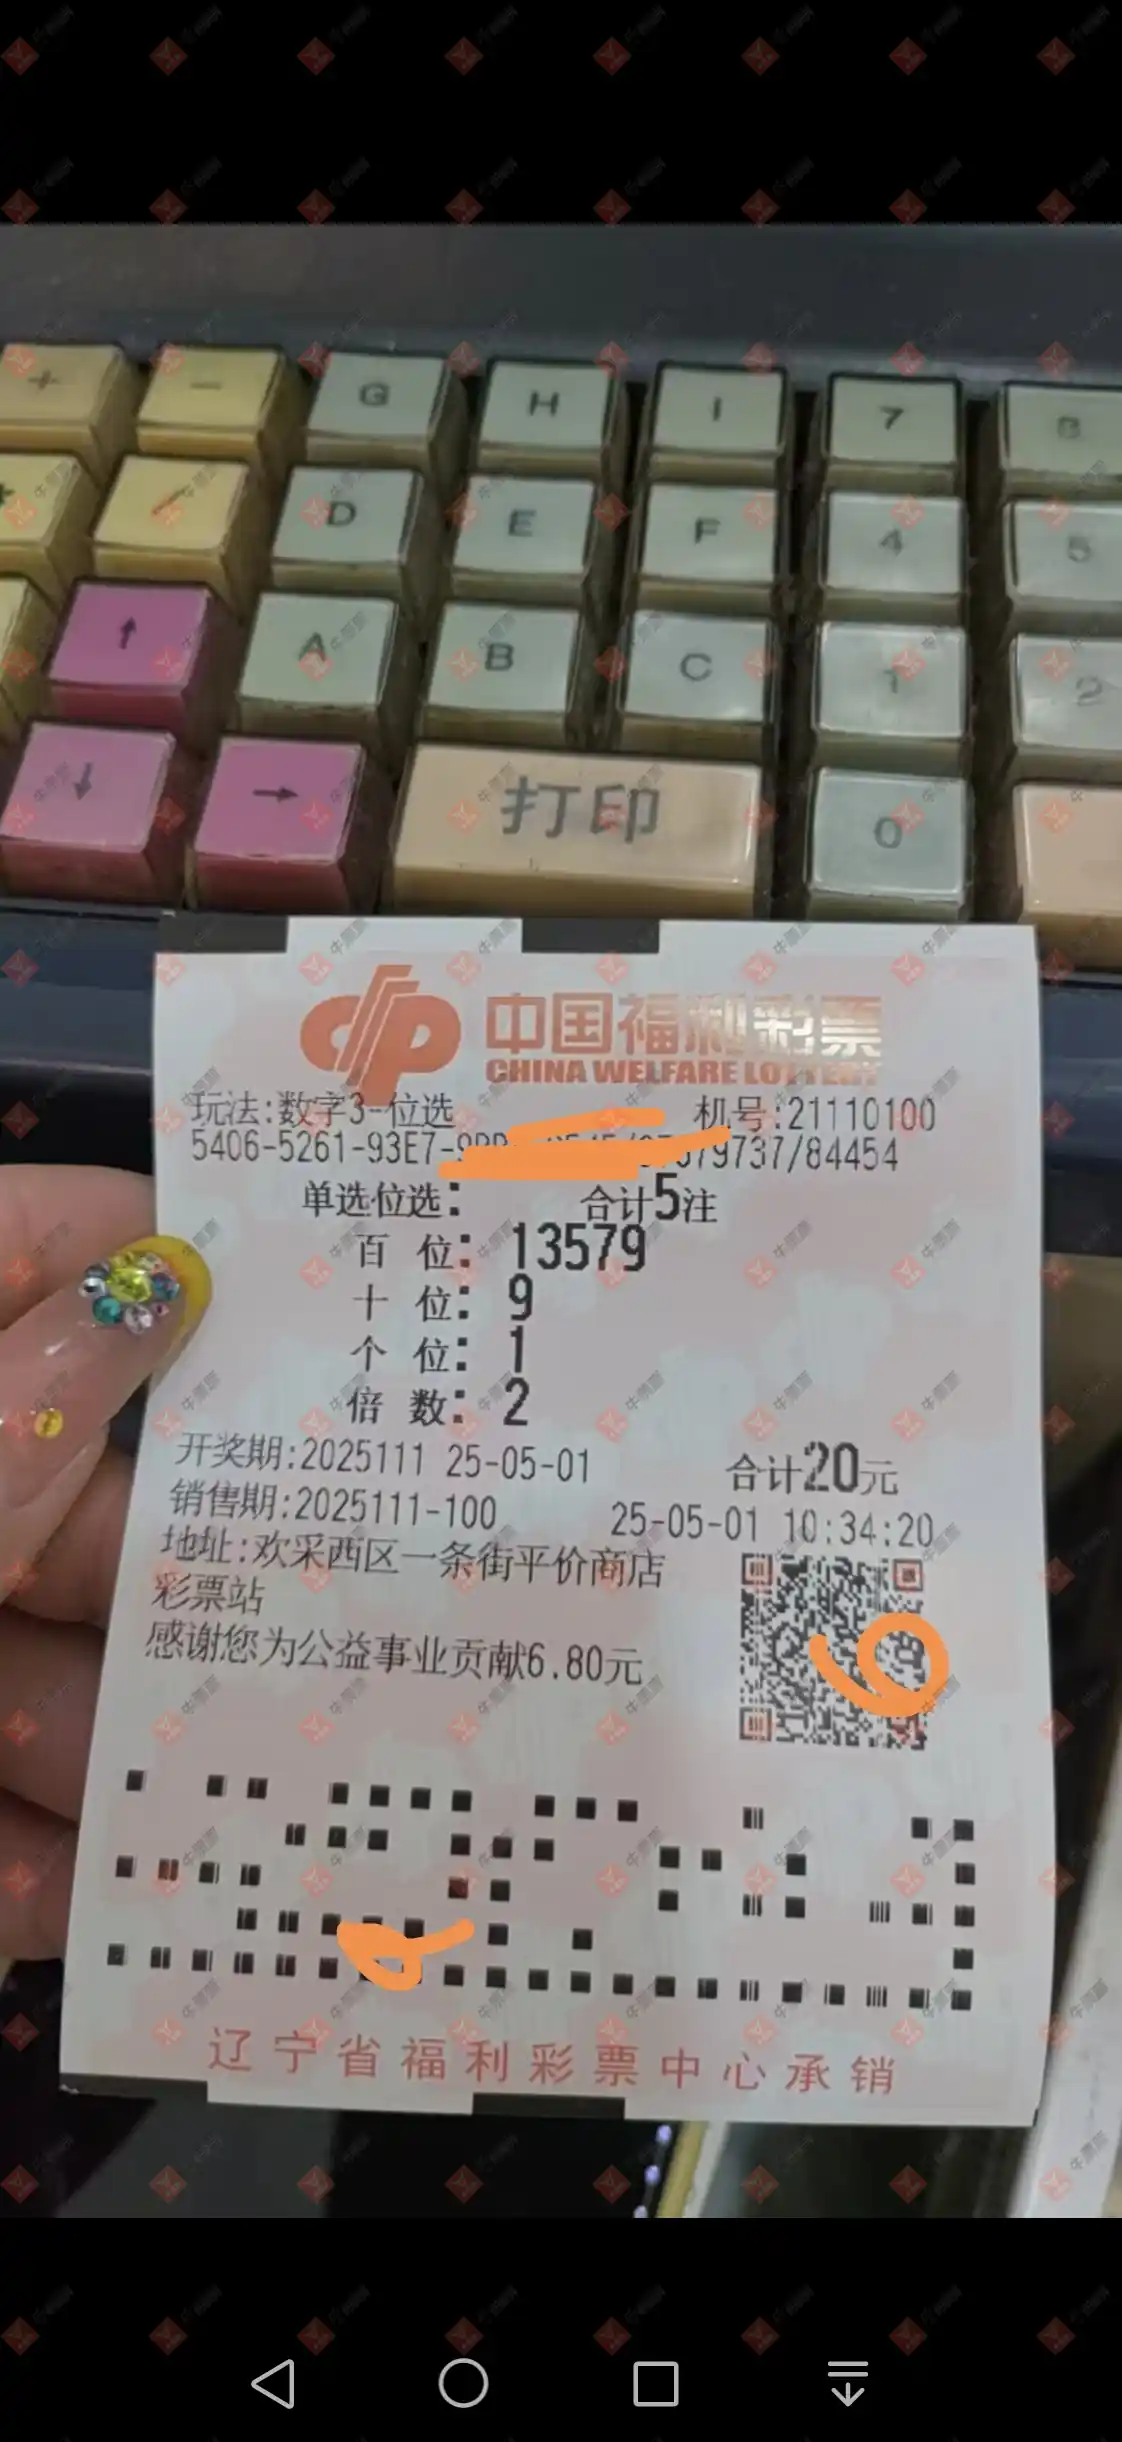 + - G H I 7 8
* / D E F 4 5
↑ A B C 1 2
↓ → 打印 0
中国福利彩票
CHINA WELFARE LOTTERY
玩法:数字3-位选 机号:21110100
5406-5261-93E7- 9737/84454
单选位选: 合计5注
百 位: 13579
十 位: 9
个 位: 1
倍 数: 2
开奖期:2025111 25-05-01 合计20元
销售期:2025111-100 25-05-01 10:34:20
地址:欢采西区一条街平价商店
彩票站
感谢您为公益事业贡献6.80元
辽宁省福利彩票中心承销